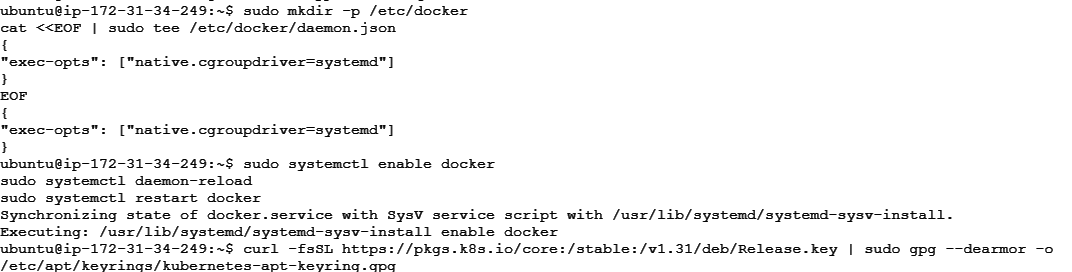 ubuntu@ip-172-31-34-249:~$ sudo mkdir -p /etc/docker
cat <<EOF | sudo tee /etc/docker/daemon.json
{
"exec-opts": ["native.cgroupdriver=systemd"]
}
EOF
{
"exec-opts": ["native.cgroupdriver=systemd"]
}
ubuntu@ip-172-31-34-249:~$ sudo systemctl enable docker
sudo systemctl daemon-reload
sudo systemctl restart docker
Synchronizing state of docker.service with SysV service script with /usr/lib/systemd/systemd-sysv-install.
Executing: /usr/lib/systemd/systemd-sysv-install enable docker
ubuntu@ip-172-31-34-249:~$ curl -fsSL https://pkgs.k8s.io/core:/stable:/v1.31/deb/Release.key | sudo gpg --dearmor -o
/etc/apt/keyrings/kubernetes-apt-keyring.gpg